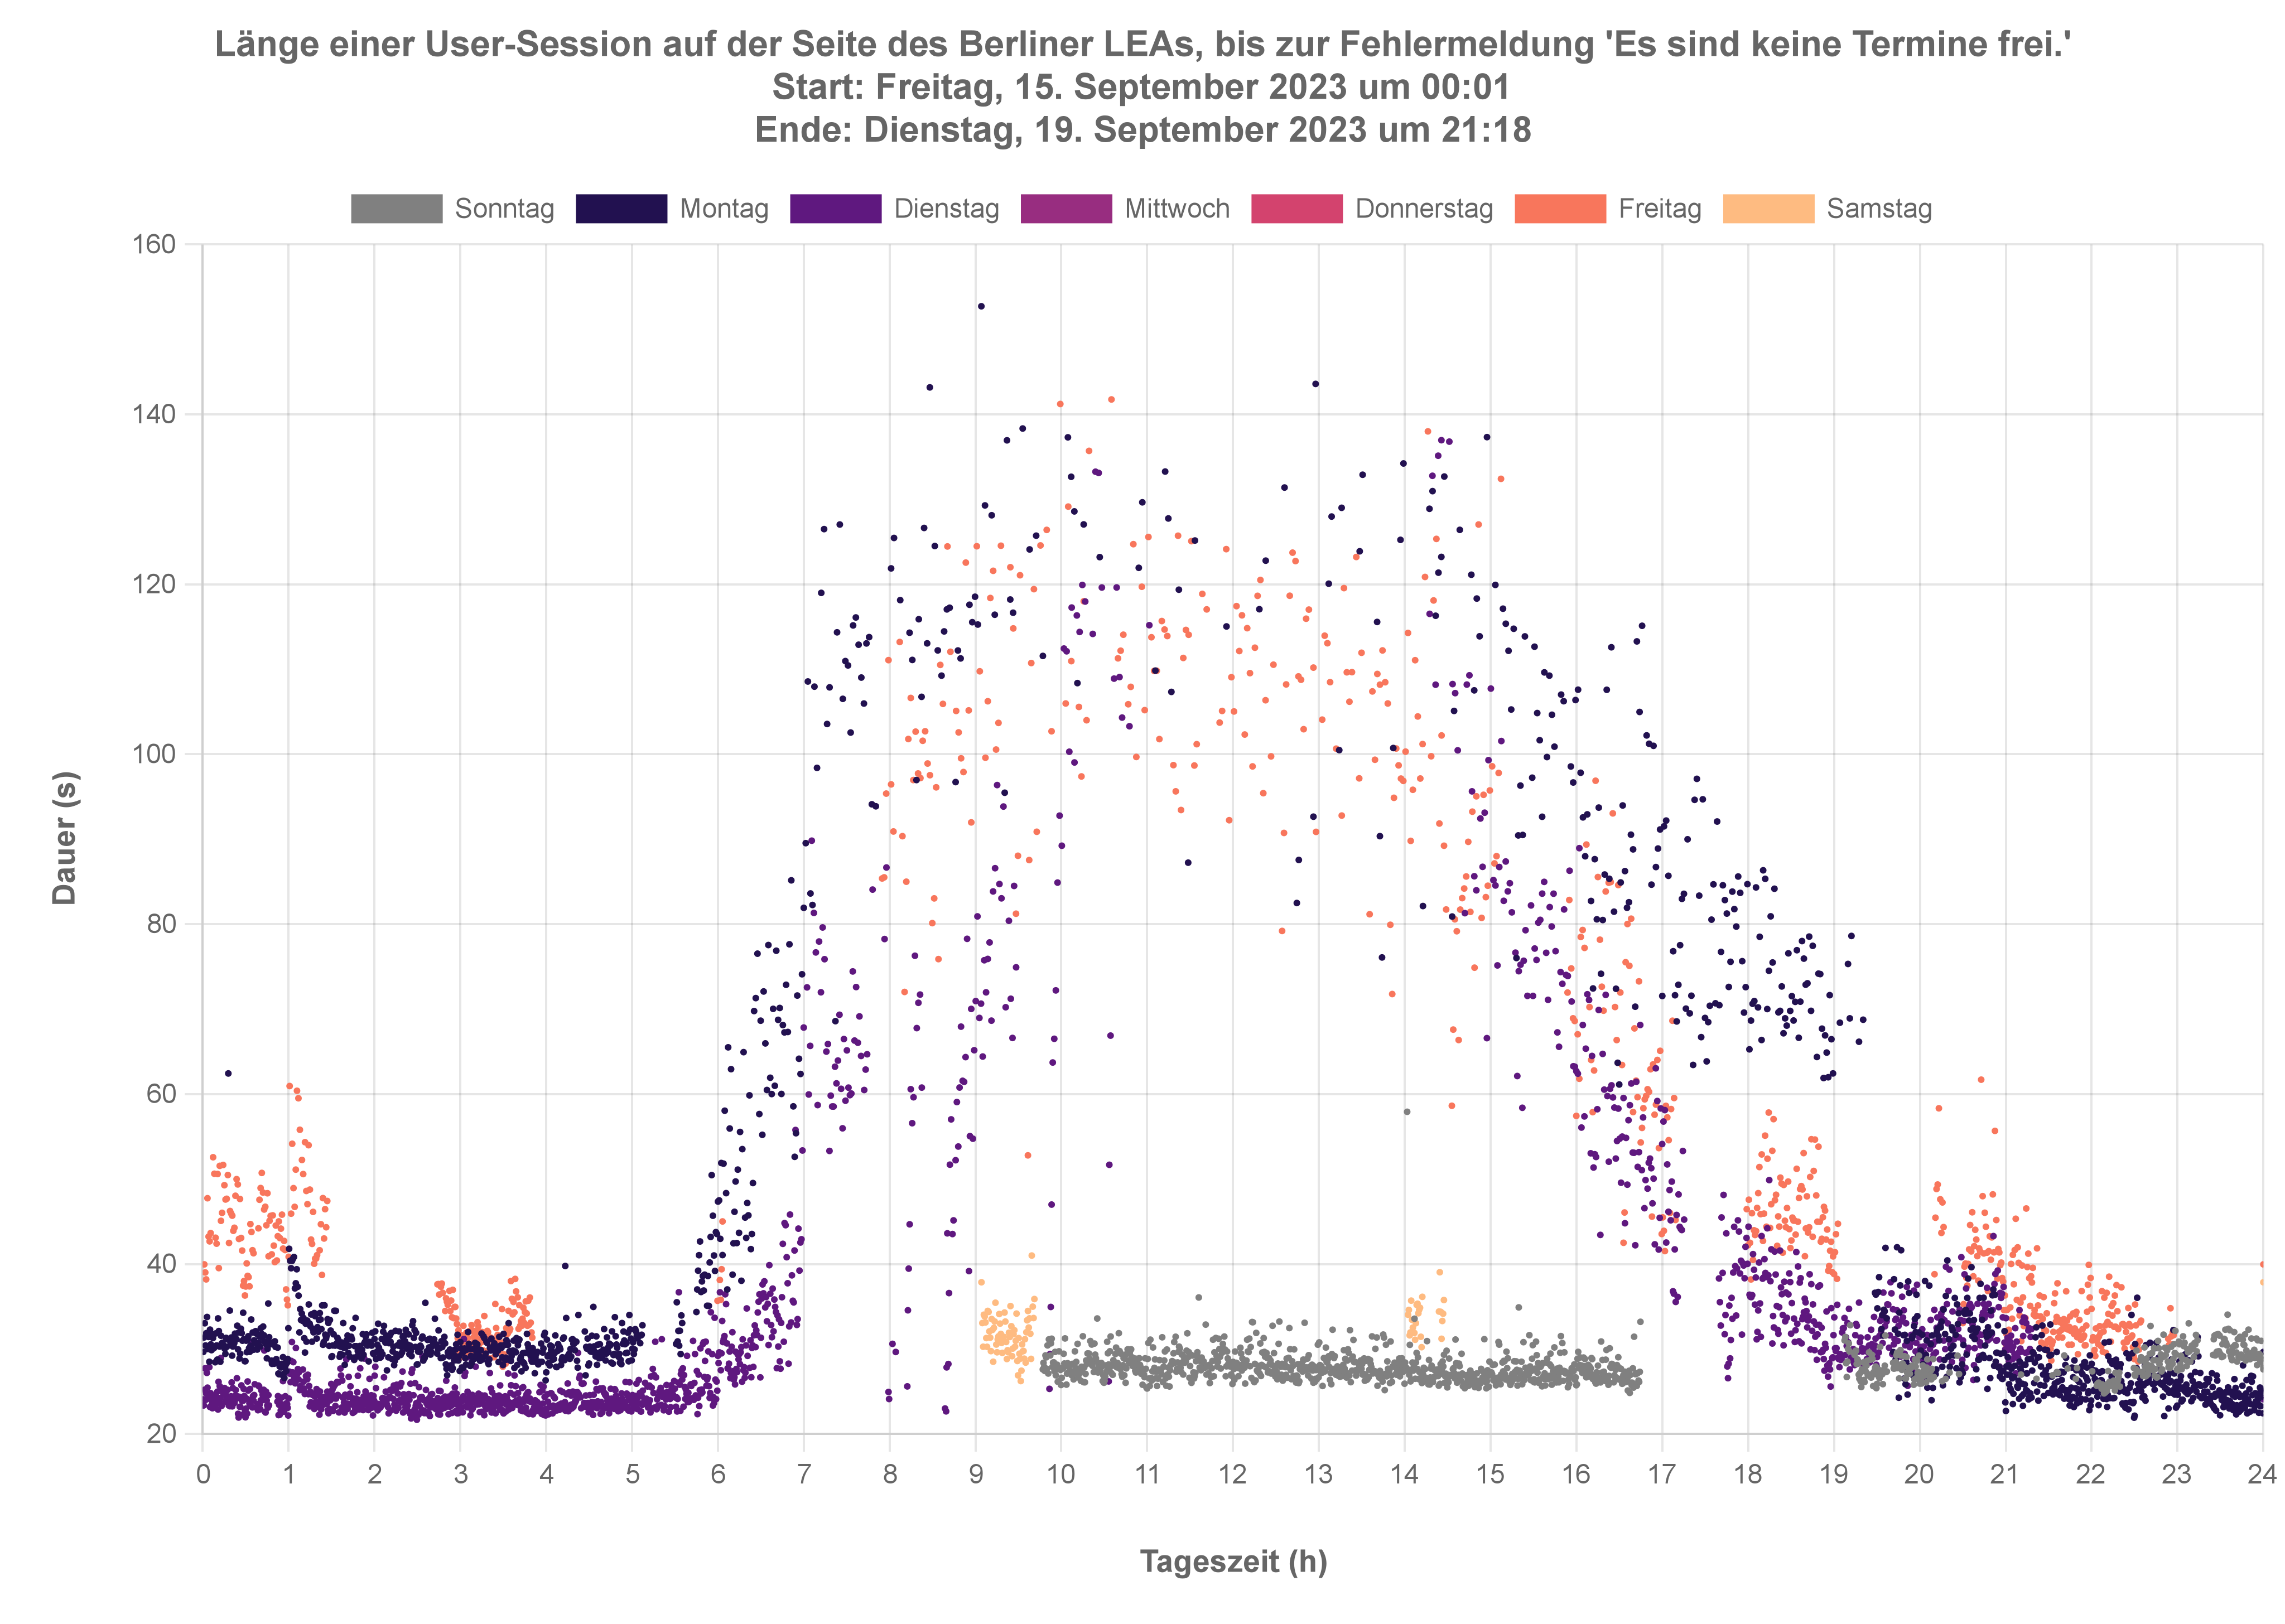 Länge einer User-Session auf der Seite des Berliner LEAs, bis zur Fehlermeldung 'Es sind keine Termine frei.'
Start: Freitag, 15. September 2023 um 00:01
Ende: Dienstag, 19. September 2023 um 21:18
Sonntag Montag Dienstag Mittwoch Donnerstag Freitag Samstag
160
140
120
100
80
60
40
20
Dauer (s)
0 1 2 3 4 5 6 7 8 9 10 11 12 13 14 15 16 17 18 19 20 21 22 23 24
Tageszeit (h)